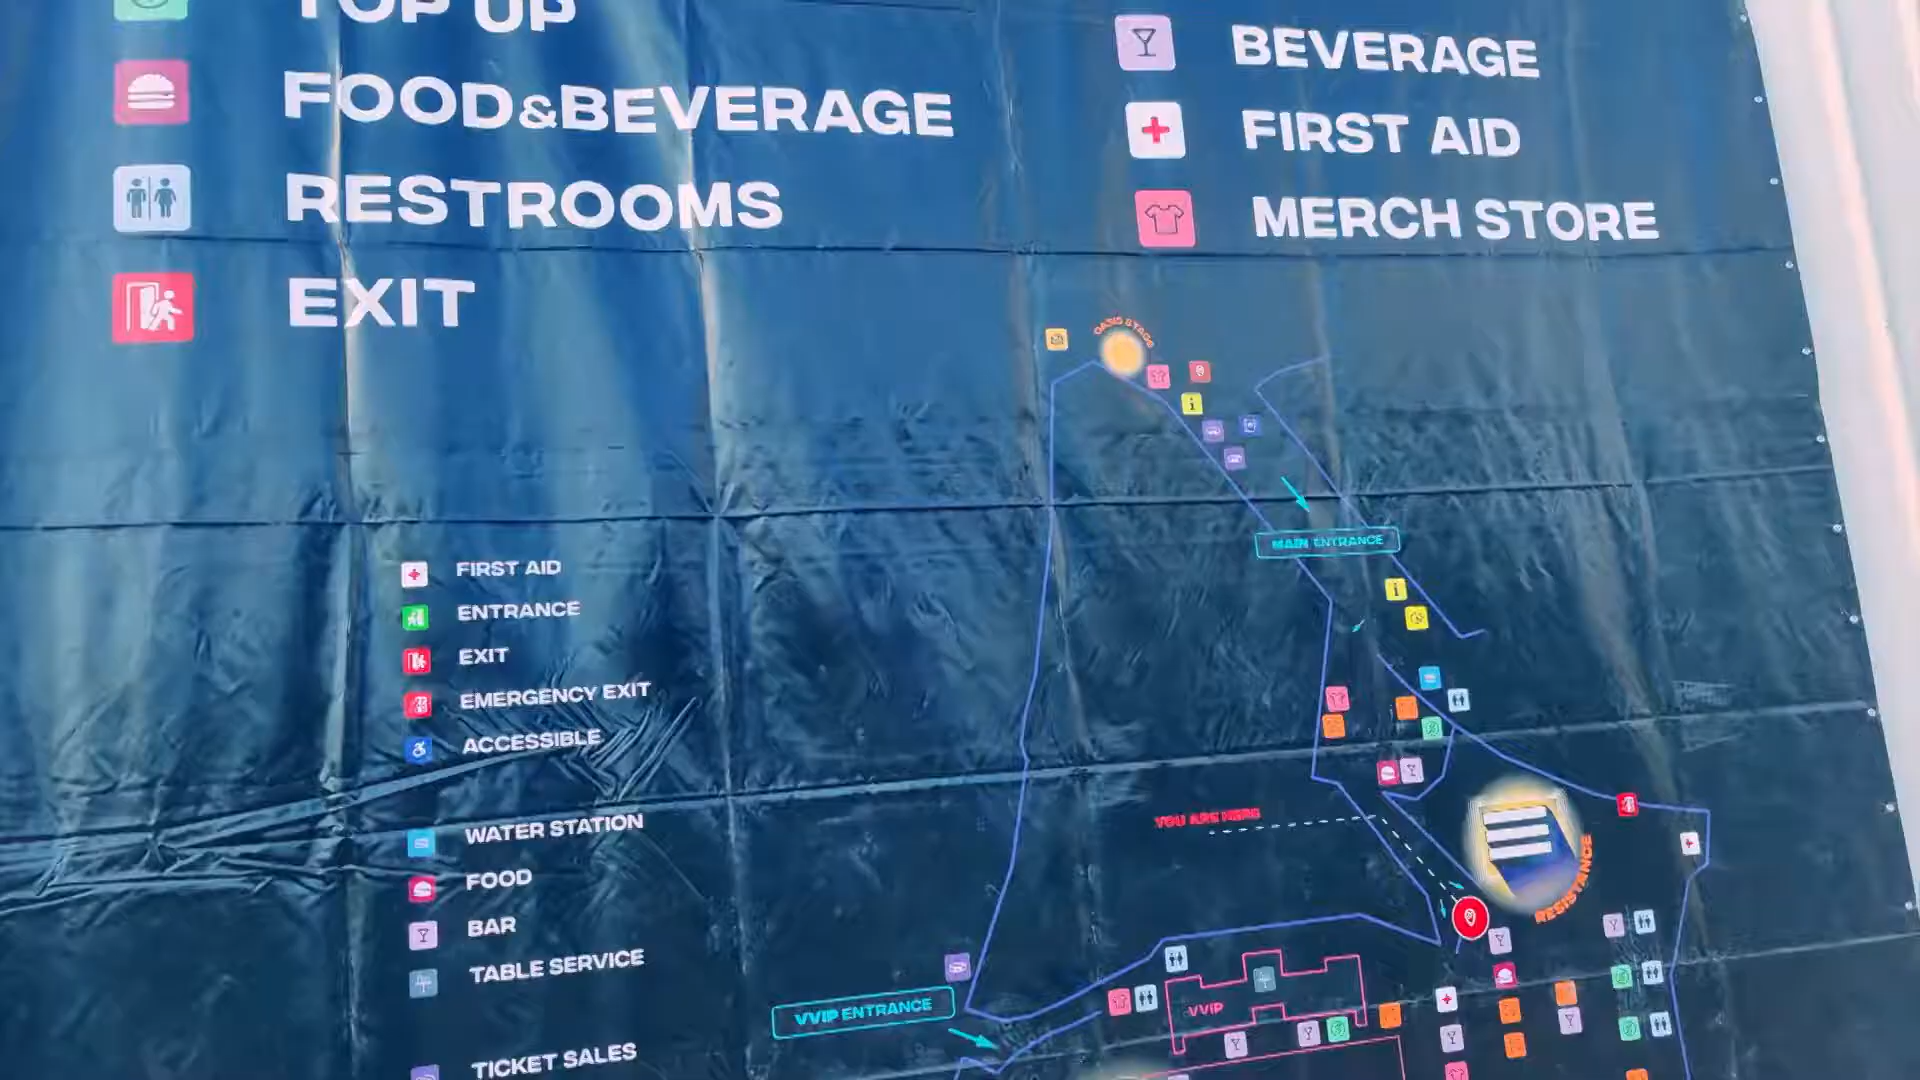 TOP UP
FOOD&BEVERAGE
RESTROOMS
EXIT
BEVERAGE
FIRST AID
MERCH STORE
OASIS STAGE
MAIN ENTRANCE
FIRST AID
ENTRANCE
EXIT
EMERGENCY EXIT
ACCESSIBLE
WATER STATION
FOOD
BAR
TABLE SERVICE
TICKET SALES
YOU ARE HERE
RESISTANCE
VVIP ENTRANCE
VVIP